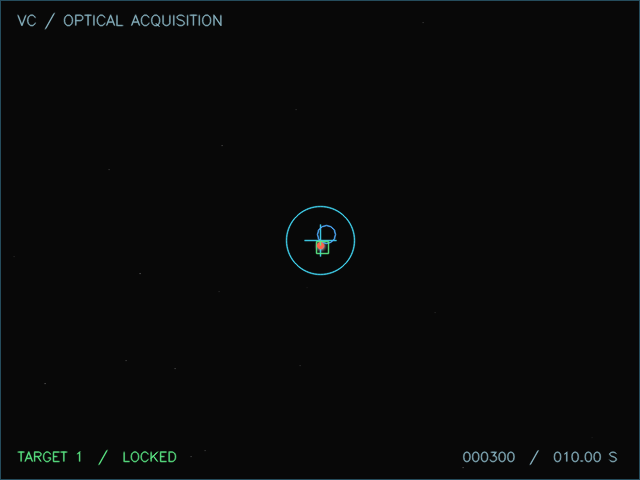 VC / OPTICAL ACQUISITION
TARGET 1 / LOCKED
000300 / 010.00 S